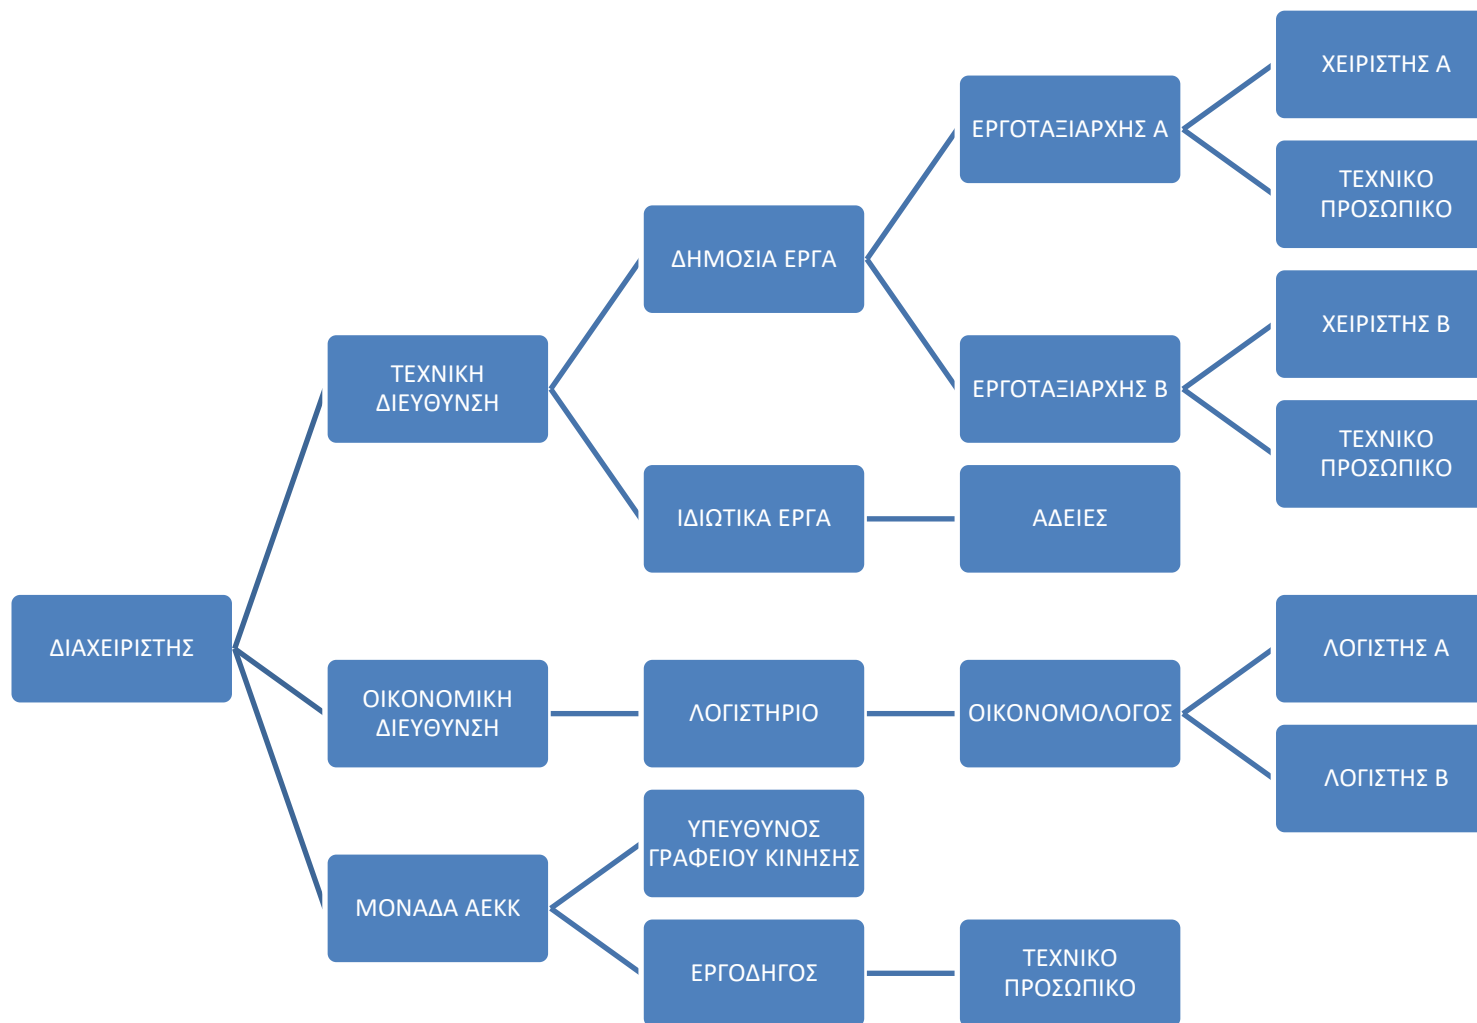 ΧΕΙΡΙΣΤΗΣ Α
ΕΡΓΟΤΑΞΙΑΡΧΗΣ Α
ΤΕΧΝΙΚΟ
ΠΡΟΣΩΠΙΚΟ
ΔΗΜΟΣΙΑ ΕΡΓΑ
ΧΕΙΡΙΣΤΗΣ Β
ΤΕΧΝΙΚΗ
ΔΙΕΥΘΥΝΣΗ
ΕΡΓΟΤΑΞΙΑΡΧΗΣ Β
ΤΕΧΝΙΚΟ
ΠΡΟΣΩΠΙΚΟ
ΙΔΙΩΤΙΚΑ ΕΡΓΑ
ΑΔΕΙΕΣ
ΔΙΑΧΕΙΡΙΣΤΗΣ
ΛΟΓΙΣΤΗΣ Α
ΟΙΚΟΝΟΜΙΚΗ
ΔΙΕΥΘΥΝΣΗ
ΛΟΓΙΣΤΗΡΙΟ
ΟΙΚΟΝΟΜΟΛΟΓΟΣ
ΛΟΓΙΣΤΗΣ Β
ΥΠΕΥΘΥΝΟΣ
ΓΡΑΦΕΙΟΥ ΚΙΝΗΣΗΣ
ΜΟΝΑΔΑ ΑΕΚΚ
ΕΡΓΟΔΗΓΟΣ
ΤΕΧΝΙΚΟ
ΠΡΟΣΩΠΙΚΟ